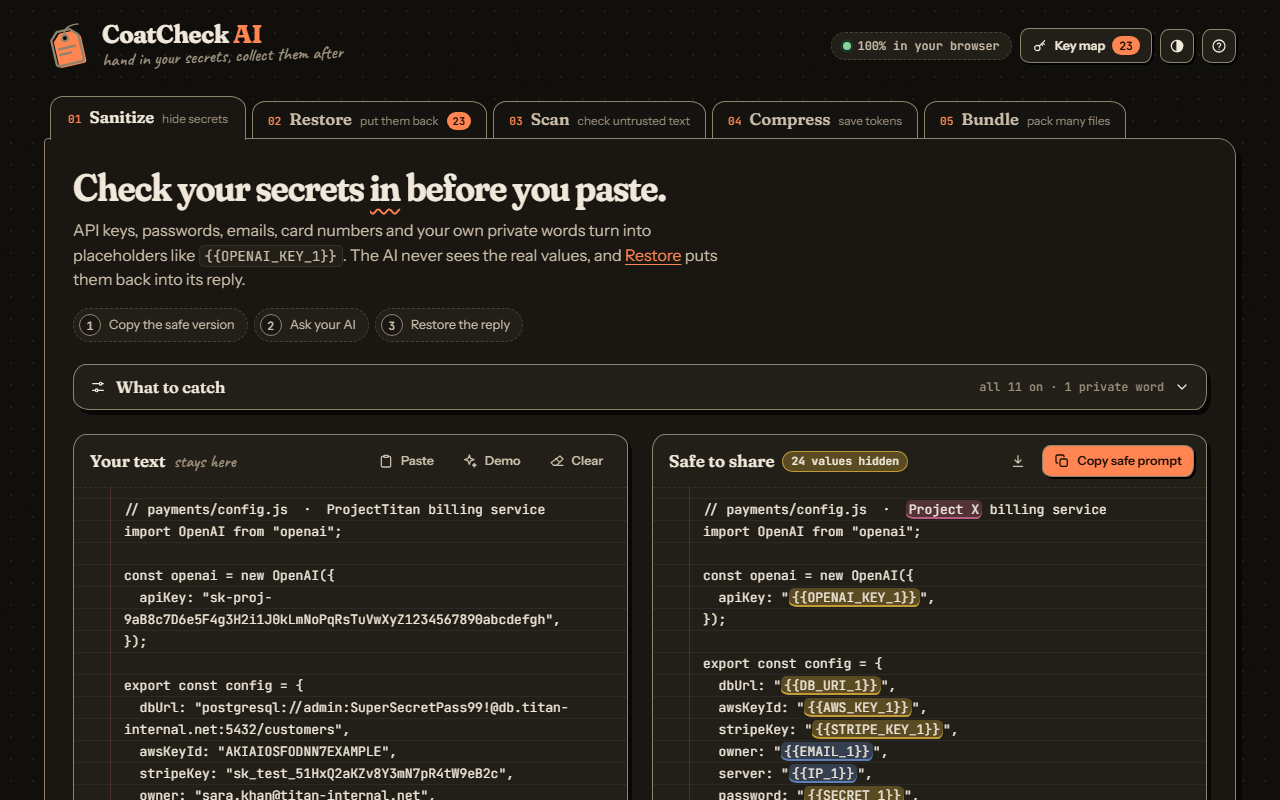 CoatCheck AI
hand in your secrets, collect them after
100% in your browser
Key map 23
01 Sanitize hide secrets
02 Restore put them back 23
03 Scan check untrusted text
04 Compress save tokens
05 Bundle pack many files
Check your secrets in before you paste.
API keys, passwords, emails, card numbers and your own private words turn into
placeholders like {{OPENAI_KEY_1}}. The AI never sees the real values, and Restore puts
them back into its reply.
1 Copy the safe version
2 Ask your AI
3 Restore the reply
What to catch
all 11 on · 1 private word
Your text stays here
Paste
Demo
Clear
// payments/config.js · ProjectTitan billing service
import OpenAI from "openai";
const openai = new OpenAI({
apiKey: "sk-proj-
9aB8c7D6e5F4g3H2i1J0kLmNoPqRsTuVwXyZ1234567890abcdefgh",
});
export const config = {
dbUrl: "postgresql://admin:SuperSecretPass99!@db.titan-
internal.net:5432/customers",
awsKeyId: "AKIAIOSFODNN7EXAMPLE",
stripeKey: "sk_test_51HxQ2aKZv8Y3mN7pR4tW9eB2c",
owner: "sara.khan@titan-internal.net",
Safe to share 24 values hidden
Copy safe prompt
// payments/config.js · Project X billing service
import OpenAI from "openai";
const openai = new OpenAI({
apiKey: "{{OPENAI_KEY_1}}",
});
export const config = {
dbUrl: "{{DB_URI_1}}",
awsKeyId: "{{AWS_KEY_1}}",
stripeKey: "{{STRIPE_KEY_1}}",
owner: "{{EMAIL_1}}",
server: "{{IP_1}}",
password: "{{SECRET_1}}",